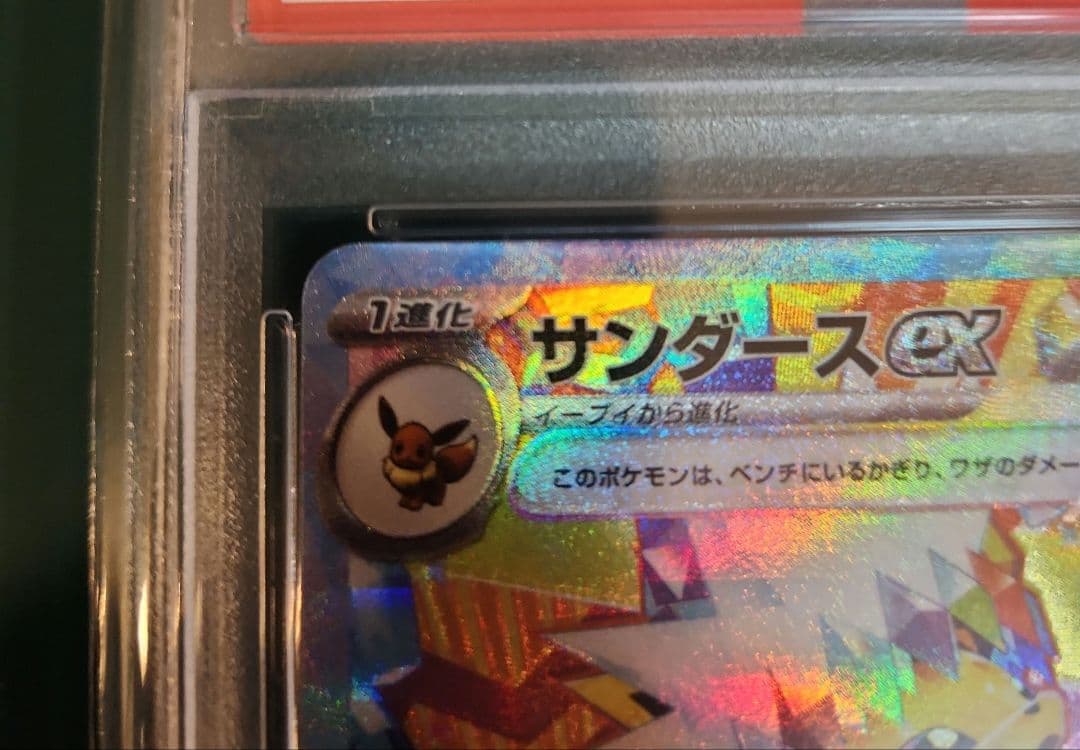 1進化
サンダースex
イーブイから進化
このポケモンは、ベンチにいるかぎり、ワザのダメー